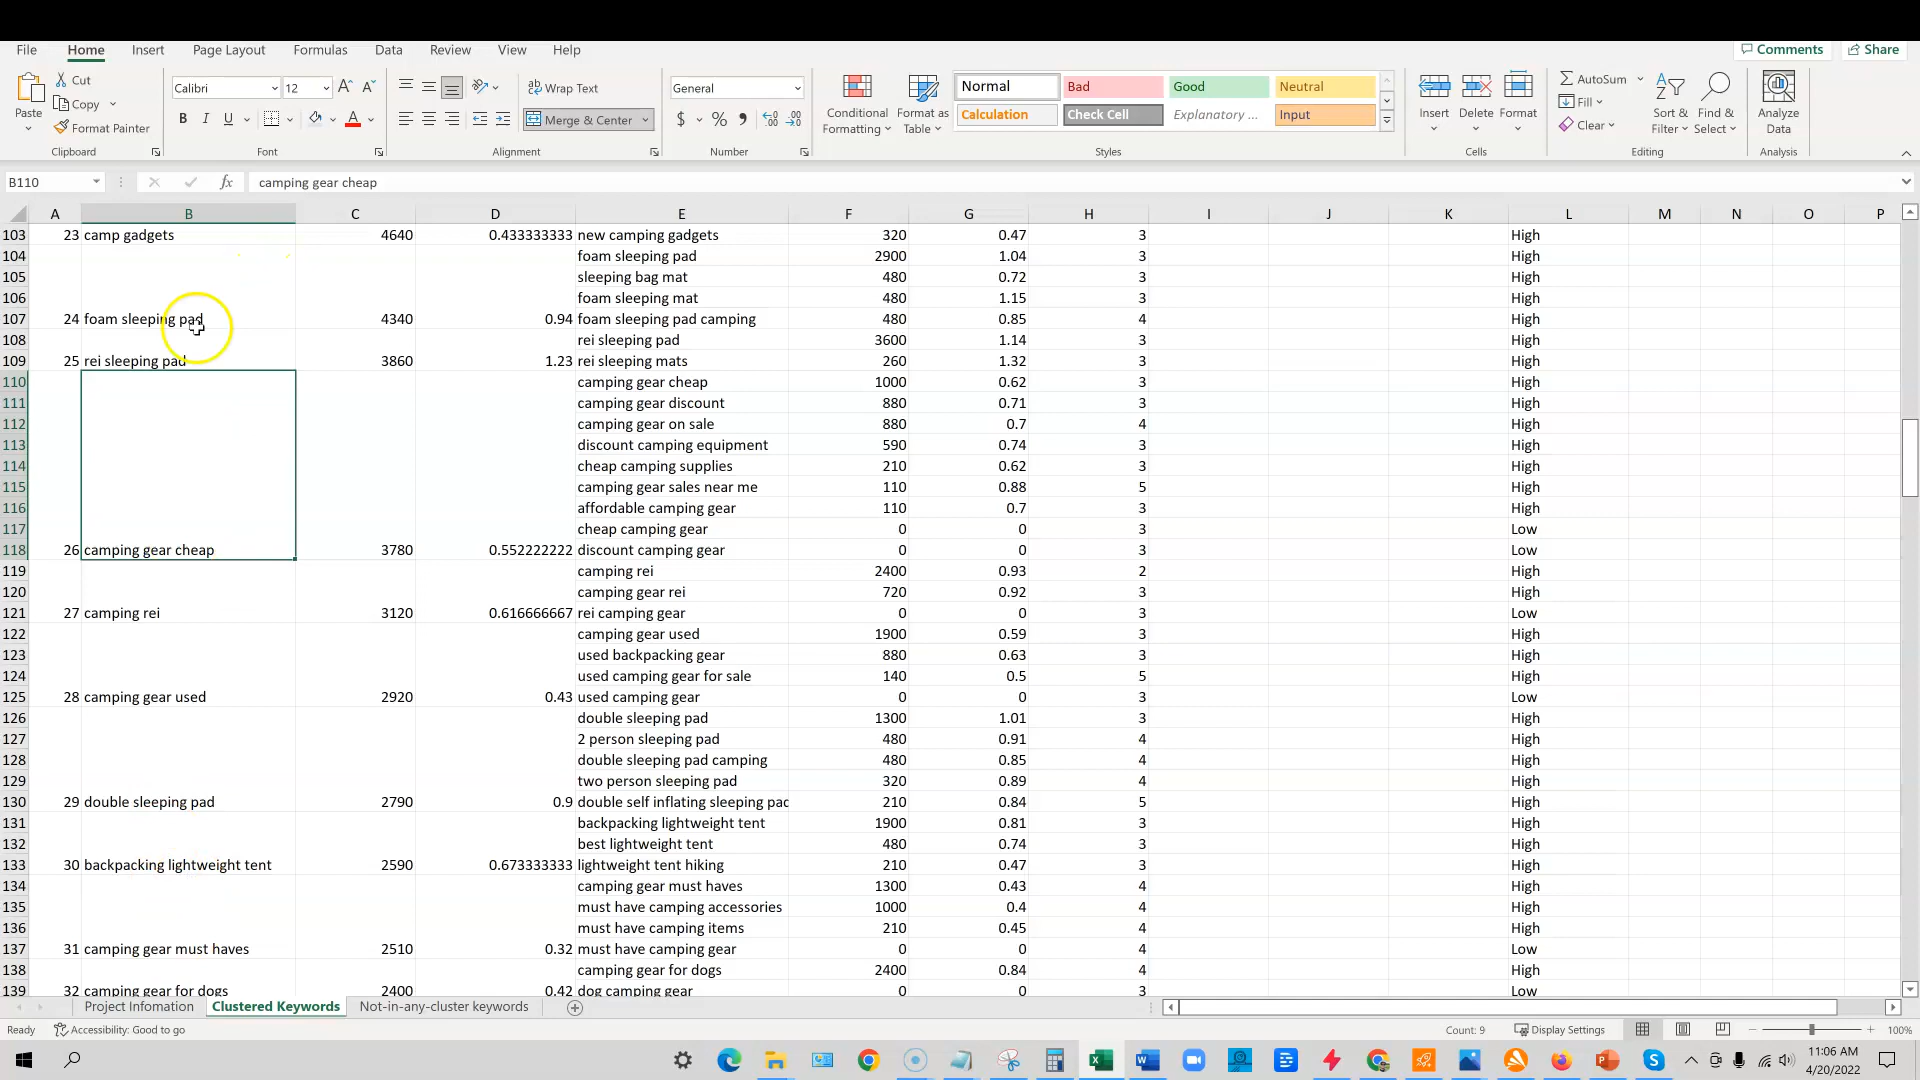 File Home Insert Page Layout Formulas Data Review View Help Comments Share
Cut Calibri 12 Wrap Text General Normal Bad Good Neutral AutoSum
Copy Conditional Format as Calculation Check Cell Explanatory ... Input Insert Delete Format Fill Sort & Find & Analyze
Paste Format Painter B I U Merge & Center $ % Formatting Table Clear Filter Select Data
Clipboard Font Alignment Number Styles Cells Editing Analysis
B110 fx camping gear cheap
A B C D E F G H I J K L M N O P
103 23 camp gadgets 4640 0.433333333 new camping gadgets 320 0.47 3 High
104 foam sleeping pad 2900 1.04 3 High
105 sleeping bag mat 480 0.72 3 High
106 foam sleeping mat 480 1.15 3 High
107 24 foam sleeping pad 4340 0.94 foam sleeping pad camping 480 0.85 4 High
108 rei sleeping pad 3600 1.14 3 High
109 25 rei sleeping pad 3860 1.23 rei sleeping mats 260 1.32 3 High
110 camping gear cheap 1000 0.62 3 High
111 camping gear discount 880 0.71 3 High
112 camping gear on sale 880 0.7 4 High
113 discount camping equipment 590 0.74 3 High
114 cheap camping supplies 210 0.62 3 High
115 camping gear sales near me 110 0.88 5 High
116 affordable camping gear 110 0.7 3 High
117 cheap camping gear 0 0 3 Low
118 26 camping gear cheap 3780 0.552222222 discount camping gear 0 0 3 Low
119 camping rei 2400 0.93 2 High
120 camping gear rei 720 0.92 3 High
121 27 camping rei 3120 0.616666667 rei camping gear 0 0 3 Low
122 camping gear used 1900 0.59 3 High
123 used backpacking gear 880 0.63 3 High
124 used camping gear for sale 140 0.5 5 High
125 28 camping gear used 2920 0.43 used camping gear 0 0 3 Low
126 double sleeping pad 1300 1.01 3 High
127 2 person sleeping pad 480 0.91 4 High
128 double sleeping pad camping 480 0.85 4 High
129 two person sleeping pad 320 0.89 4 High
130 29 double sleeping pad 2790 0.9 double self inflating sleeping pad 210 0.84 5 High
131 backpacking lightweight tent 1900 0.81 3 High
132 best lightweight tent 480 0.74 3 High
133 30 backpacking lightweight tent 2590 0.673333333 lightweight tent hiking 210 0.47 3 High
134 camping gear must haves 1300 0.43 4 High
135 must have camping accessories 1000 0.4 4 High
136 must have camping items 210 0.45 4 High
137 31 camping gear must haves 2510 0.32 must have camping gear 0 0 4 Low
138 camping gear for dogs 2400 0.84 4 High
139 32 camping gear for dogs 2400 0.42 dog camping gear 0 0 3 Low
Project Infomation Clustered Keywords Not-in-any-cluster keywords
Ready Accessibility: Good to go Count: 9 Display Settings 100%
11:06 AM
4/20/2022